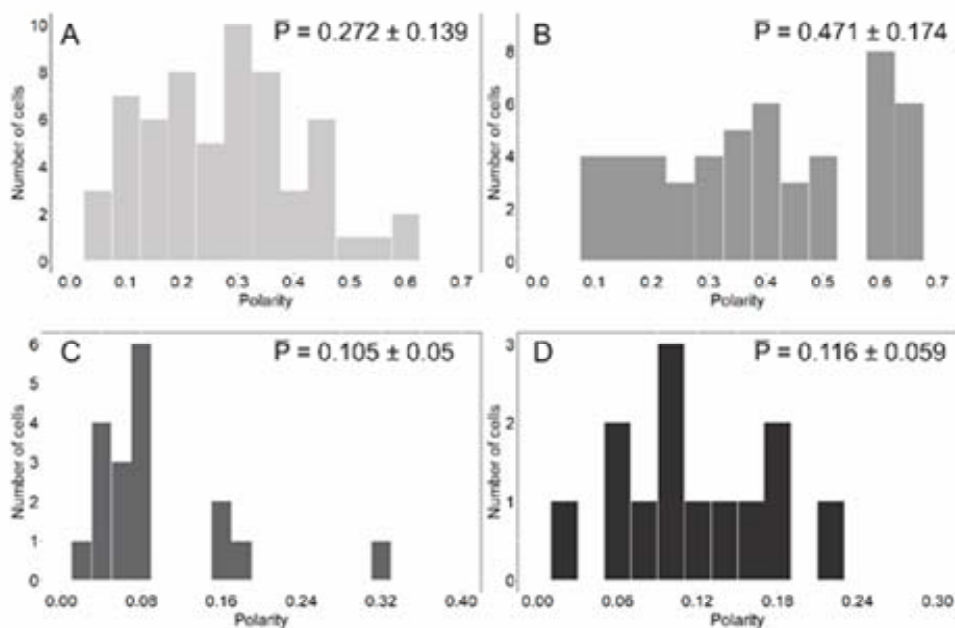 A
P̅ = 0.272 ± 0.139
Number of cells
10
8
6
4
2
0
0.0 0.1 0.2 0.3 0.4 0.5 0.6 0.7
Polarity
B
P̅ = 0.471 ± 0.174
Number of cells
8
6
4
2
0
0.0 0.1 0.2 0.3 0.4 0.5 0.6 0.7
Polarity
C
P̅ = 0.105 ± 0.05
Number of cells
6
5
4
3
2
1
0
0.00 0.08 0.16 0.24 0.32 0.40
Polarity
D
P̅ = 0.116 ± 0.059
Number of cells
3
2
1
0
0.00 0.06 0.12 0.18 0.24 0.30
Polarity